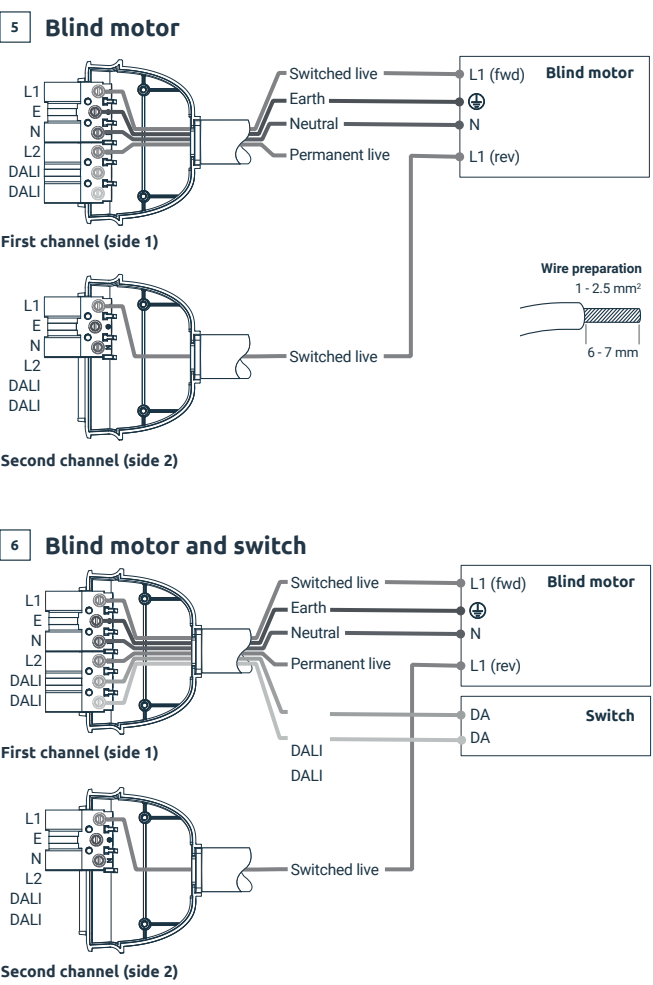 5 Blind motor
L1
E
N
L2
DALI
DALI
Switched live
Earth
Neutral
Permanent live
L1 (fwd) Blind motor
N
L1 (rev)
First channel (side 1)
Wire preparation
1 - 2.5 mm²
6 - 7 mm
L1
E
N
L2
DALI
DALI
Switched live
Second channel (side 2)
6 Blind motor and switch
L1
E
N
L2
DALI
DALI
Switched live
Earth
Neutral
Permanent live
DALI
DALI
L1 (fwd) Blind motor
N
L1 (rev)
DA Switch
DA
First channel (side 1)
L1
E
N
L2
DALI
DALI
Switched live
Second channel (side 2)